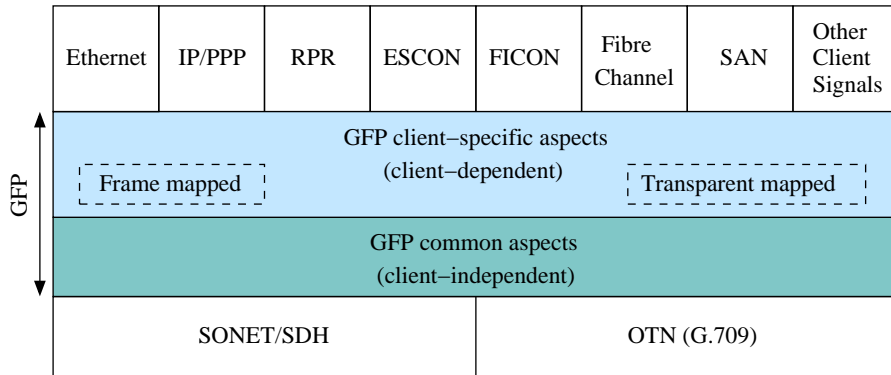 Ethernet
IP/PPP
RPR
ESCON
FICON
Fibre
Channel
SAN
Other
Client
Signals
GFP
GFP client−specific aspects
(client−dependent)
Frame mapped
Transparent mapped
GFP common aspects
(client−independent)
SONET/SDH
OTN (G.709)